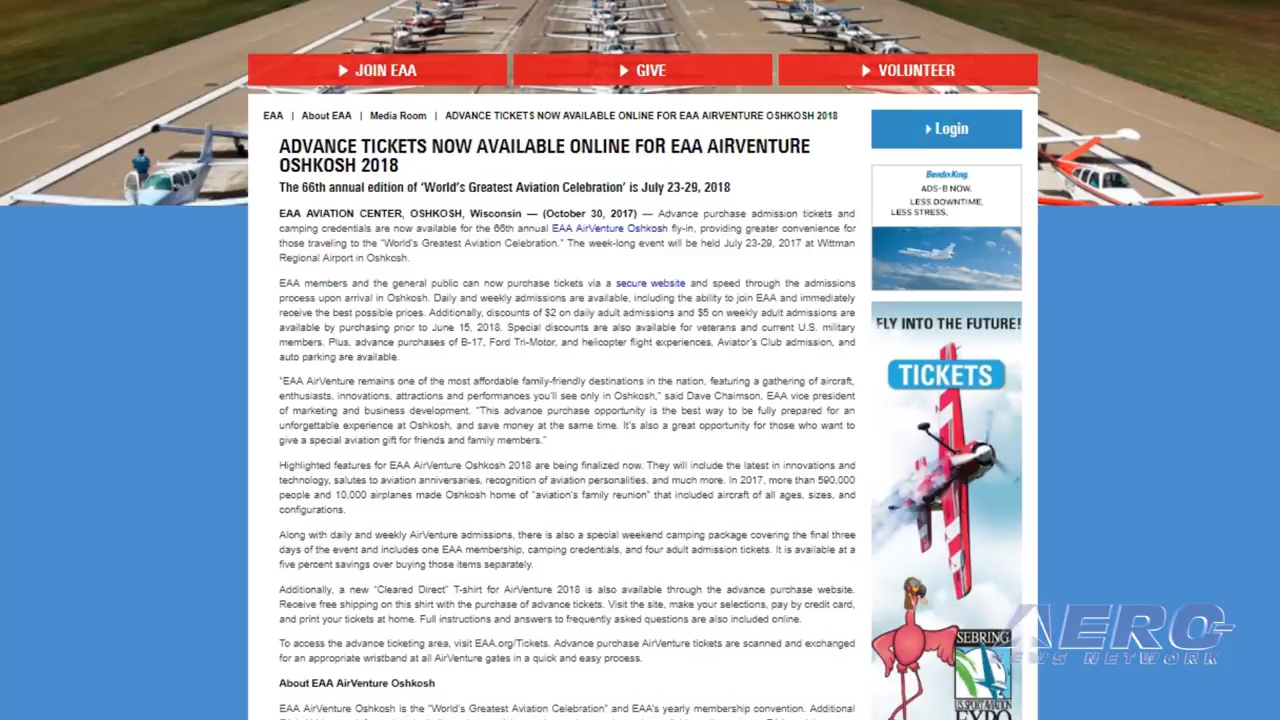 JOIN EAA
GIVE
VOLUNTEER
EAA | About EAA | Media Room | ADVANCE TICKETS NOW AVAILABLE ONLINE FOR EAA AIRVENTURE OSHKOSH 2018
ADVANCE TICKETS NOW AVAILABLE ONLINE FOR EAA AIRVENTURE
OSHKOSH 2018
The 66th annual edition of ‘World’s Greatest Aviation Celebration’ is July 23-29, 2018
EAA AVIATION CENTER, OSHKOSH, Wisconsin — (October 30, 2017) — Advance purchase admission tickets and
camping credentials are now available for the 66th annual EAA AirVenture Oshkosh fly-in, providing greater convenience for
those traveling to the “World’s Greatest Aviation Celebration.” The week-long event will be held July 23-29, 2017 at Wittman
Regional Airport in Oshkosh.
EAA members and the general public can now purchase tickets via a secure website and speed through the admissions
process upon arrival in Oshkosh. Daily and weekly admissions are available, including the ability to join EAA and immediately
receive the best possible prices. Additionally, discounts of $2 on daily adult admissions and $5 on weekly adult admissions are
available by purchasing prior to June 15, 2018. Special discounts are also available for veterans and current U.S. military
members. Plus, advance purchases of B-17, Ford Tri-Motor, and helicopter flight experiences, Aviator’s Club admission, and
auto parking are available.
“EAA AirVenture remains one of the most affordable family-friendly destinations in the nation, featuring a gathering of aircraft,
enthusiasts, innovations, attractions and performances you’ll see only in Oshkosh,” said Dave Chaimson, EAA vice president
of marketing and business development. “This advance purchase opportunity is the best way to be fully prepared for an
unforgettable experience at Oshkosh, and save money at the same time. It’s also a great opportunity for those who want to
give a special aviation gift for friends and family members.”
Highlighted features for EAA AirVenture Oshkosh 2018 are being finalized now. They will include the latest in innovations and
technology, salutes to aviation anniversaries, recognition of aviation personalities, and much more. In 2017, more than 590,000
people and 10,000 airplanes made Oshkosh home of “aviation’s family reunion” that included aircraft of all ages, sizes, and
configurations.
Along with daily and weekly AirVenture admissions, there is also a special weekend camping package covering the final three
days of the event and includes one EAA membership, camping credentials, and four adult admission tickets. It is available at a
five percent savings over buying those items separately.
Additionally, a new “Cleared Direct” T-shirt for AirVenture 2018 is also available through the advance purchase website.
Receive free shipping on this shirt with the purchase of advance tickets. Visit the site, make your selections, pay by credit card,
and print your tickets at home. Full instructions and answers to frequently asked questions are also included online.
To access the advance ticketing area, visit EAA.org/Tickets. Advance purchase AirVenture tickets are scanned and exchanged
for an appropriate wristband at all AirVenture gates in a quick and easy process.
About EAA AirVenture Oshkosh
EAA AirVenture Oshkosh is the “World’s Greatest Aviation Celebration” and EAA’s yearly membership convention. Additional
Login
BendixKing
ADS-B NOW.
LESS DOWNTIME,
LESS STRESS.
FLY INTO THE FUTURE!
TICKETS
SEBRING
U.S. SPORT AVIATION
EXPO
AERO
NEWS NETWORK